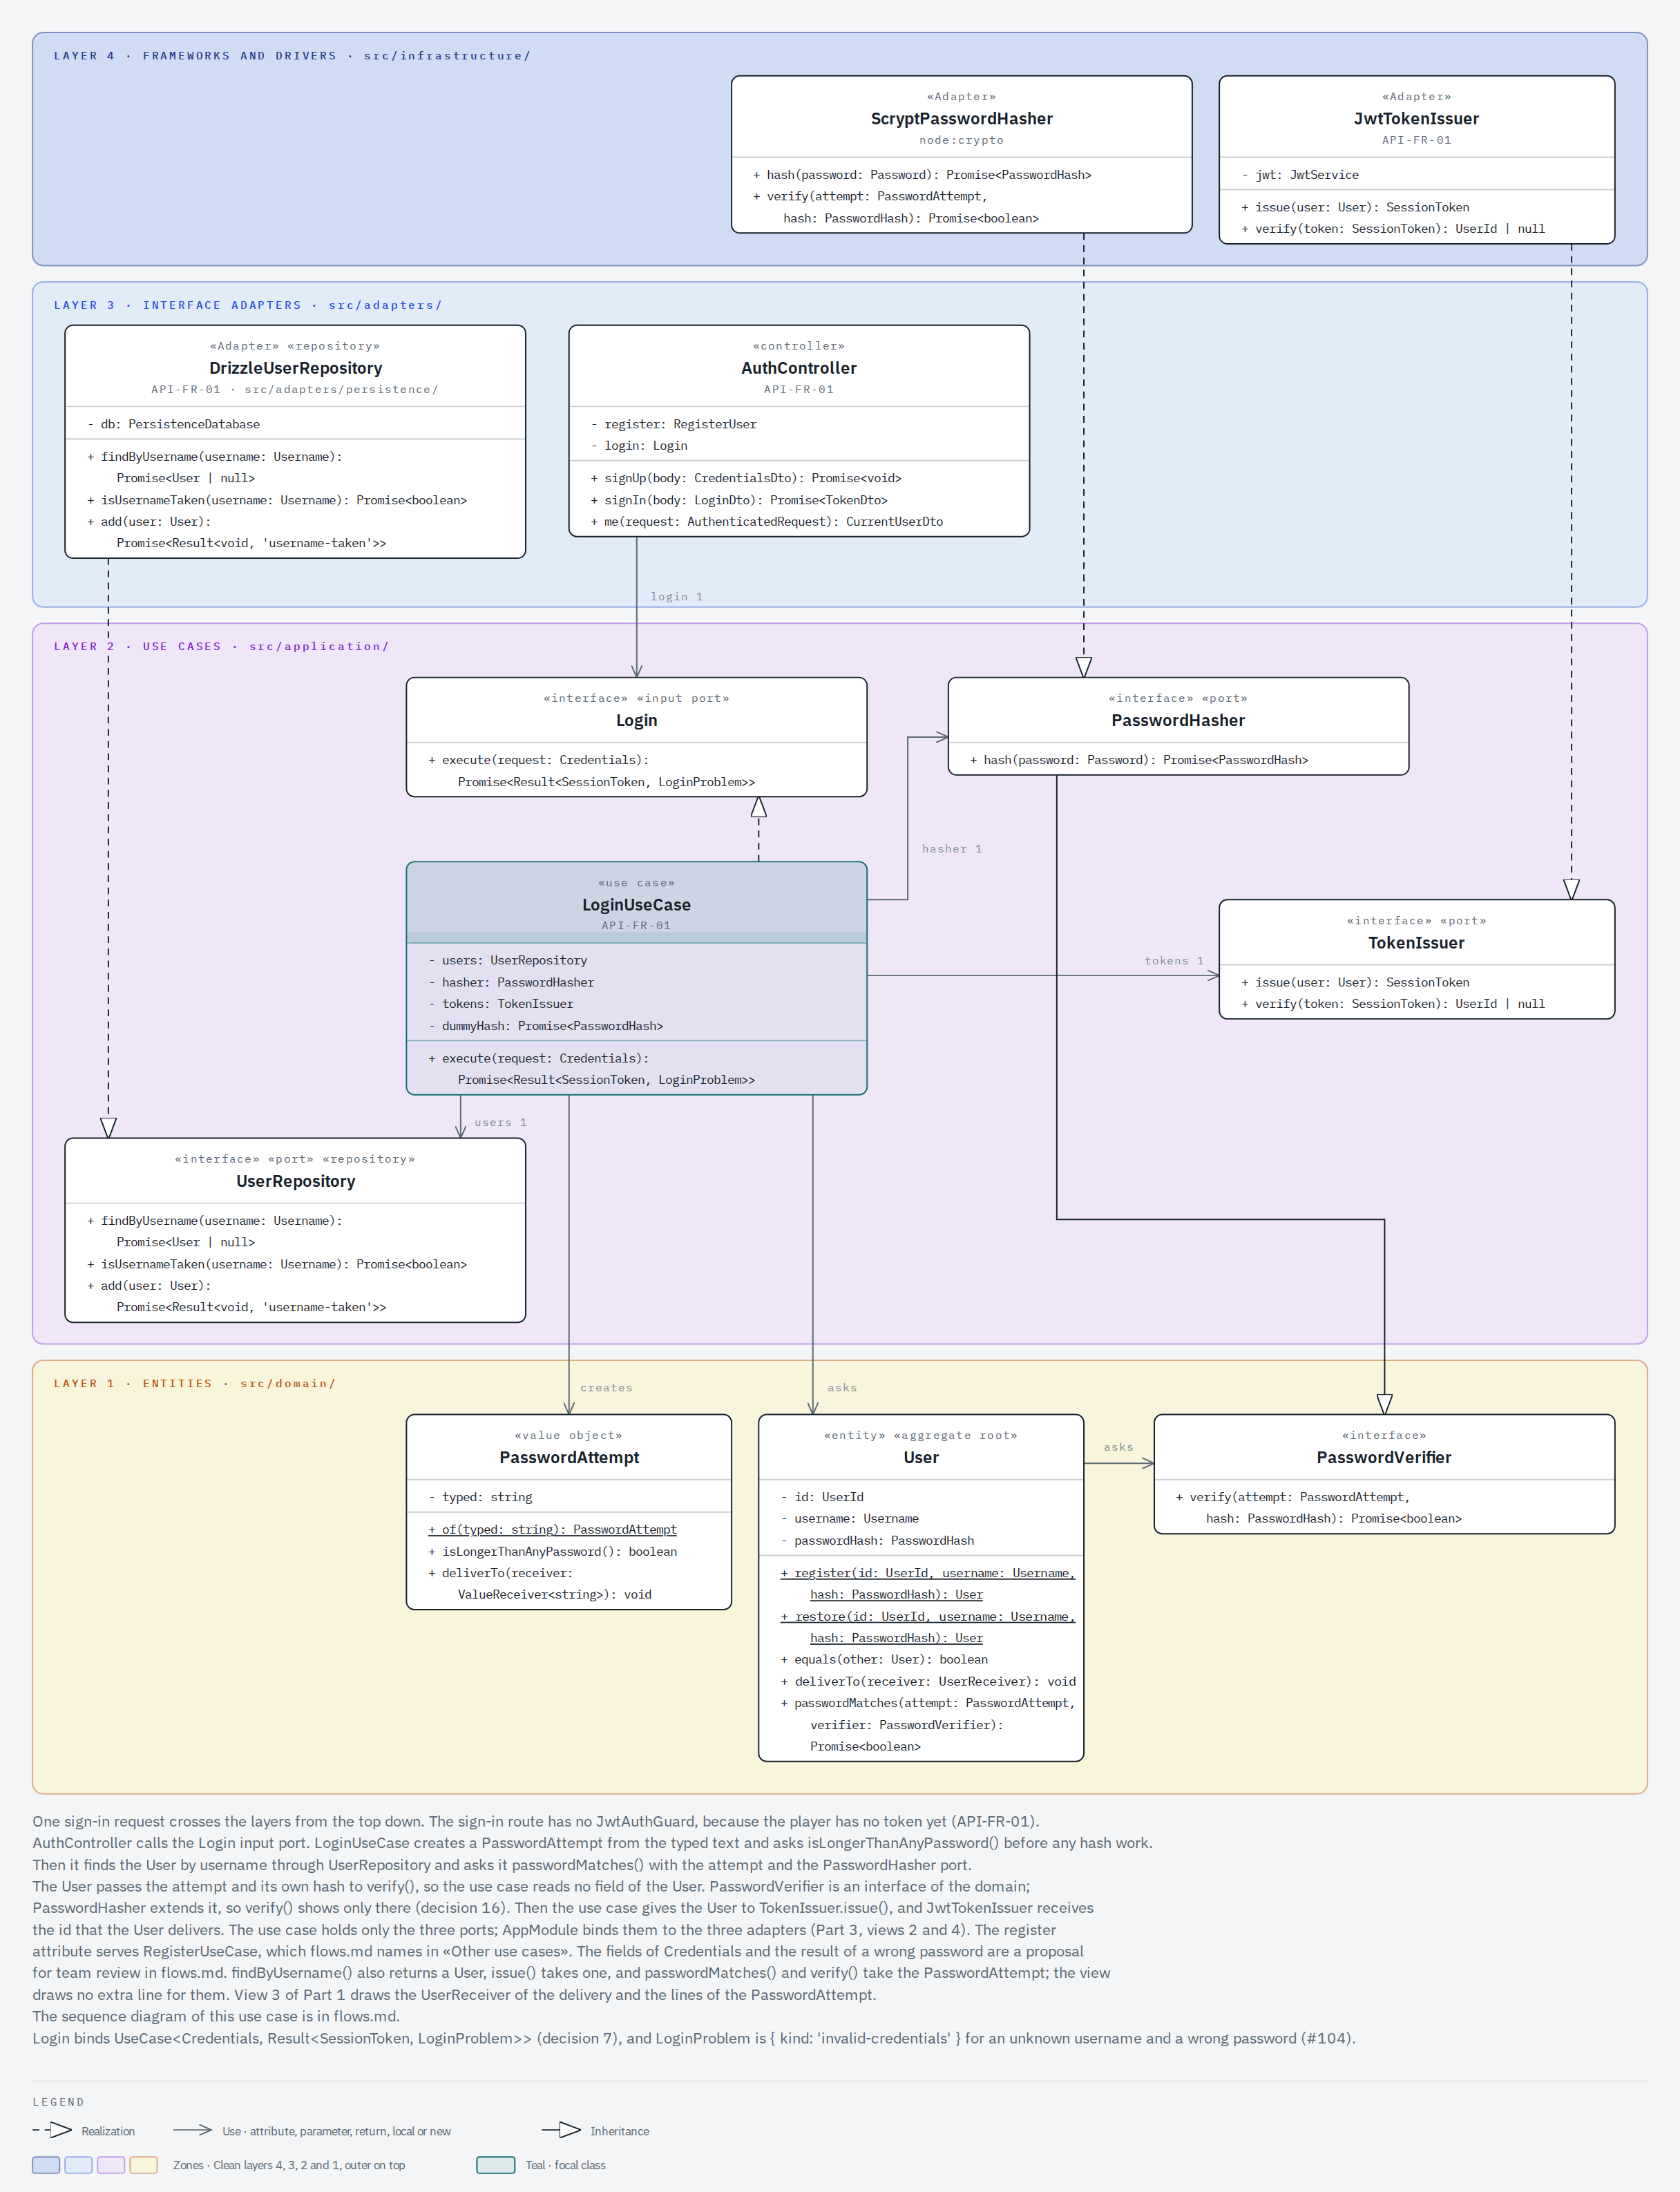 LAYER 4 · FRAMEWORKS AND DRIVERS · src/infrastructure/
«Adapter»
ScryptPasswordHasher
node:crypto
+ hash(password: Password): Promise<PasswordHash>
+ verify(attempt: PasswordAttempt,
hash: PasswordHash): Promise<boolean>
«Adapter»
JwtTokenIssuer
API-FR-01
- jwt: JwtService
+ issue(user: User): SessionToken
+ verify(token: SessionToken): UserId | null
LAYER 3 · INTERFACE ADAPTERS · src/adapters/
«Adapter» «repository»
DrizzleUserRepository
API-FR-01 · src/adapters/persistence/
- db: PersistenceDatabase
+ findByUsername(username: Username):
Promise<User | null>
+ isUsernameTaken(username: Username): Promise<boolean>
+ add(user: User):
Promise<Result<void, 'username-taken'>>
«controller»
AuthController
API-FR-01
- register: RegisterUser
- login: Login
+ signUp(body: CredentialsDto): Promise<void>
+ signIn(body: LoginDto): Promise<TokenDto>
+ me(request: AuthenticatedRequest): CurrentUserDto
login 1
LAYER 2 · USE CASES · src/application/
«interface» «input port»
Login
+ execute(request: Credentials):
Promise<Result<SessionToken, LoginProblem>>
«interface» «port»
PasswordHasher
+ hash(password: Password): Promise<PasswordHash>
hasher 1
«use case»
LoginUseCase
API-FR-01
- users: UserRepository
- hasher: PasswordHasher
- tokens: TokenIssuer
- dummyHash: Promise<PasswordHash>
+ execute(request: Credentials):
Promise<Result<SessionToken, LoginProblem>>
tokens 1
«interface» «port»
TokenIssuer
+ issue(user: User): SessionToken
+ verify(token: SessionToken): UserId | null
users 1
«interface» «port» «repository»
UserRepository
+ findByUsername(username: Username):
Promise<User | null>
+ isUsernameTaken(username: Username): Promise<boolean>
+ add(user: User):
Promise<Result<void, 'username-taken'>>
LAYER 1 · ENTITIES · src/domain/
creates
asks
«value object»
PasswordAttempt
- typed: string
+ of(typed: string): PasswordAttempt
+ isLongerThanAnyPassword(): boolean
+ deliverTo(receiver:
ValueReceiver<string>): void
«entity» «aggregate root»
User
- id: UserId
- username: Username
- passwordHash: PasswordHash
+ register(id: UserId, username: Username,
hash: PasswordHash): User
+ restore(id: UserId, username: Username,
hash: PasswordHash): User
+ equals(other: User): boolean
+ deliverTo(receiver: UserReceiver): void
+ passwordMatches(attempt: PasswordAttempt,
verifier: PasswordVerifier):
Promise<boolean>
asks
«interface»
PasswordVerifier
+ verify(attempt: PasswordAttempt,
hash: PasswordHash): Promise<boolean>
One sign-in request crosses the layers from the top down. The sign-in route has no JwtAuthGuard, because the player has no token yet (API-FR-01).
AuthController calls the Login input port. LoginUseCase creates a PasswordAttempt from the typed text and asks isLongerThanAnyPassword() before any hash work.
Then it finds the User by username through UserRepository and asks it passwordMatches() with the attempt and the PasswordHasher port.
The User passes the attempt and its own hash to verify(), so the use case reads no field of the User. PasswordVerifier is an interface of the domain;
PasswordHasher extends it, so verify() shows only there (decision 16). Then the use case gives the User to TokenIssuer.issue(), and JwtTokenIssuer receives
the id that the User delivers. The use case holds only the three ports; AppModule binds them to the three adapters (Part 3, views 2 and 4). The register
attribute serves RegisterUseCase, which flows.md names in «Other use cases». The fields of Credentials and the result of a wrong password are a proposal
for team review in flows.md. findByUsername() also returns a User, issue() takes one, and passwordMatches() and verify() take the PasswordAttempt; the view
draws no extra line for them. View 3 of Part 1 draws the UserReceiver of the delivery and the lines of the PasswordAttempt.
The sequence diagram of this use case is in flows.md.
Login binds UseCase<Credentials, Result<SessionToken, LoginProblem>> (decision 7), and LoginProblem is { kind: 'invalid-credentials' } for an unknown username and a wrong password (#104).
LEGEND
Realization
Use · attribute, parameter, return, local or new
Inheritance
Zones · Clean layers 4, 3, 2 and 1, outer on top
Teal · focal class